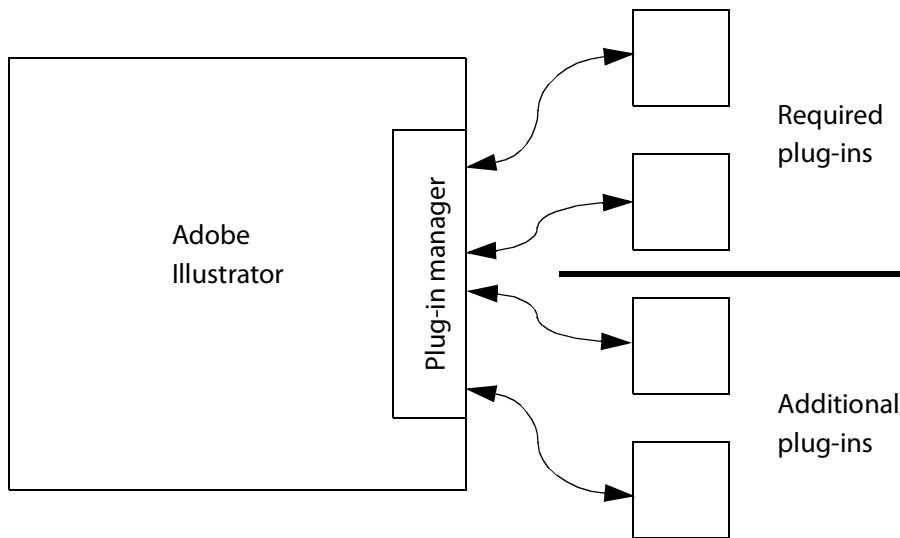 Adobe
Illustrator
Plug-in manager
Required
plug-ins
Additional
plug-ins